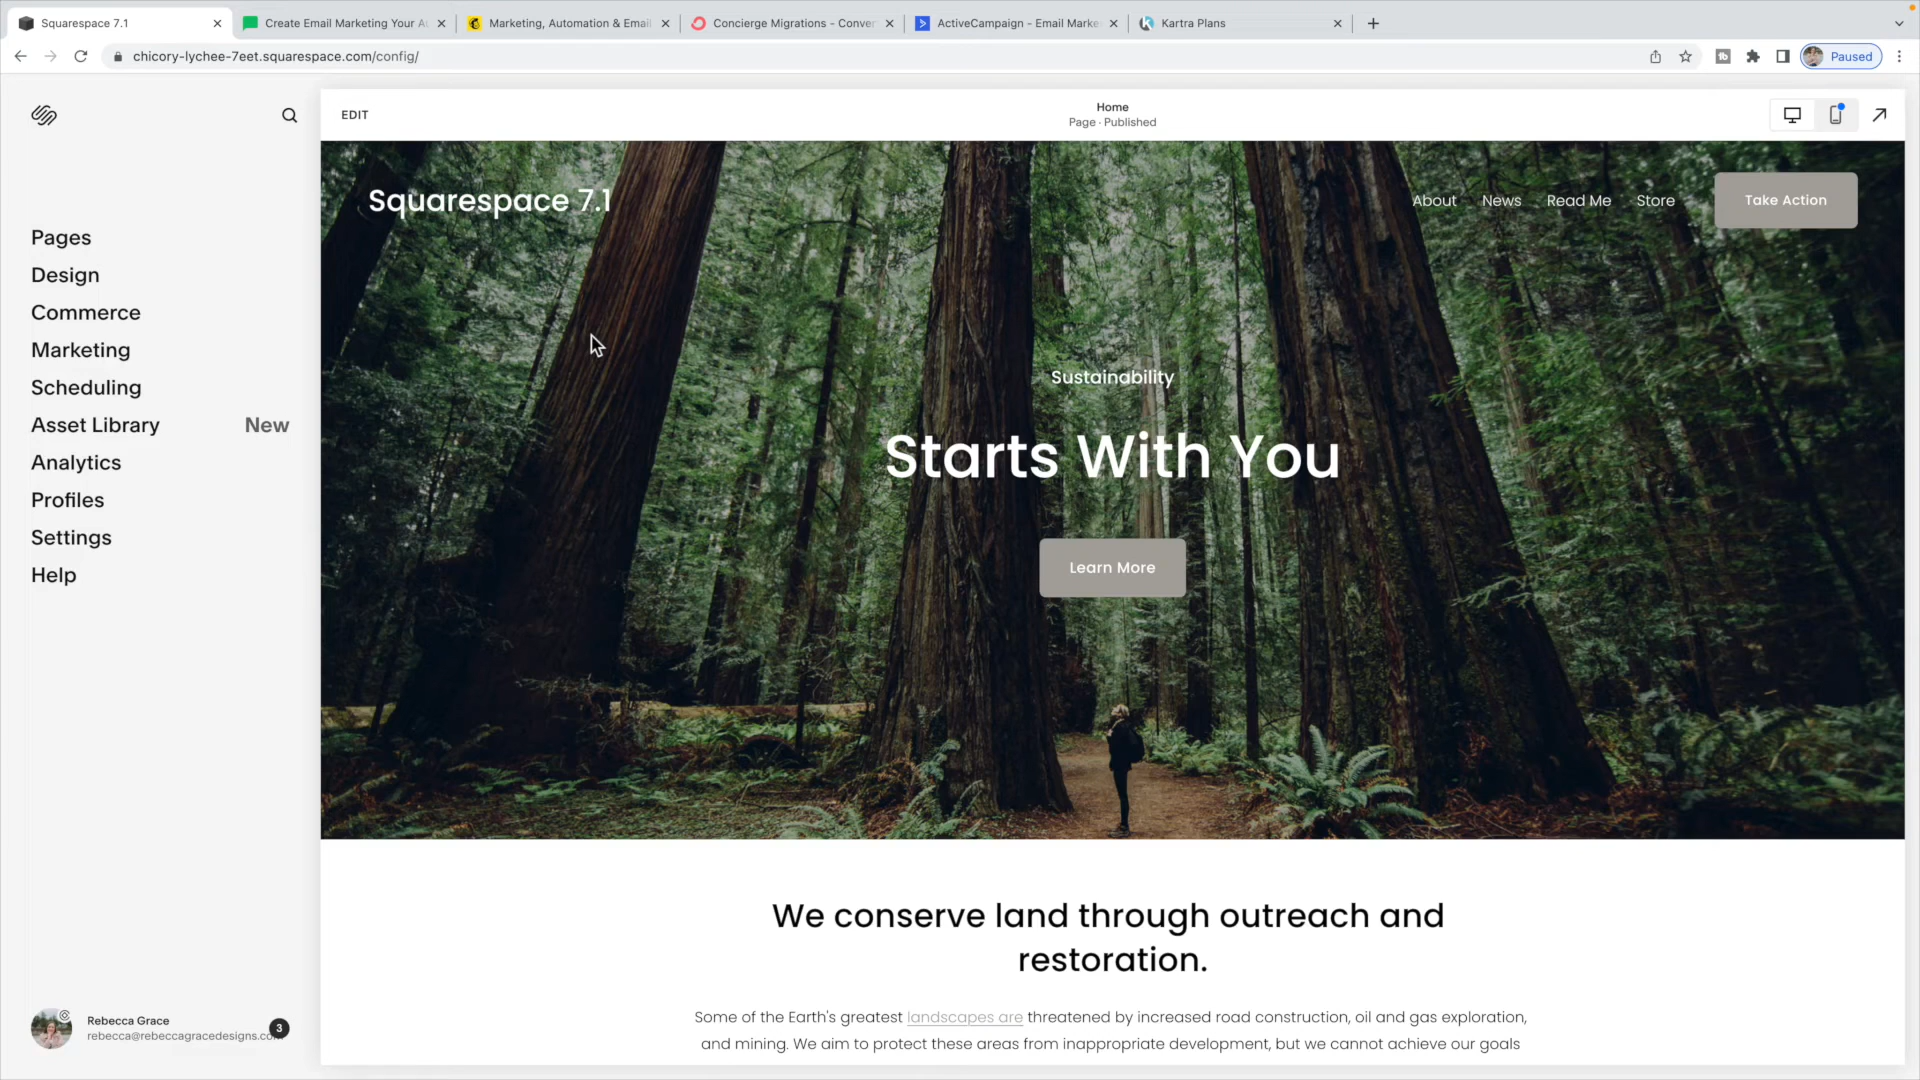 Squarespace 7.1
Create Email Marketing Your A
Marketing, Automation & Email
Concierge Migrations - Conver
ActiveCampaign - Email Marke
Kartra Plans
chicory-lychee-7eet.squarespace.com/config/
Paused
EDIT
Home
Page · Published
Squarespace 7.1
About
News
Read Me
Store
Take Action
Pages
Design
Commerce
Marketing
Scheduling
Asset Library
New
Analytics
Profiles
Settings
Help
Sustainability
Starts With You
Learn More
We conserve land through outreach and
restoration.
Some of the Earth's greatest landscapes are threatened by increased road construction, oil and gas exploration,
and mining. We aim to protect these areas from inappropriate development, but we cannot achieve our goals
Rebecca Grace
rebecca@rebeccagracedesigns.co
3